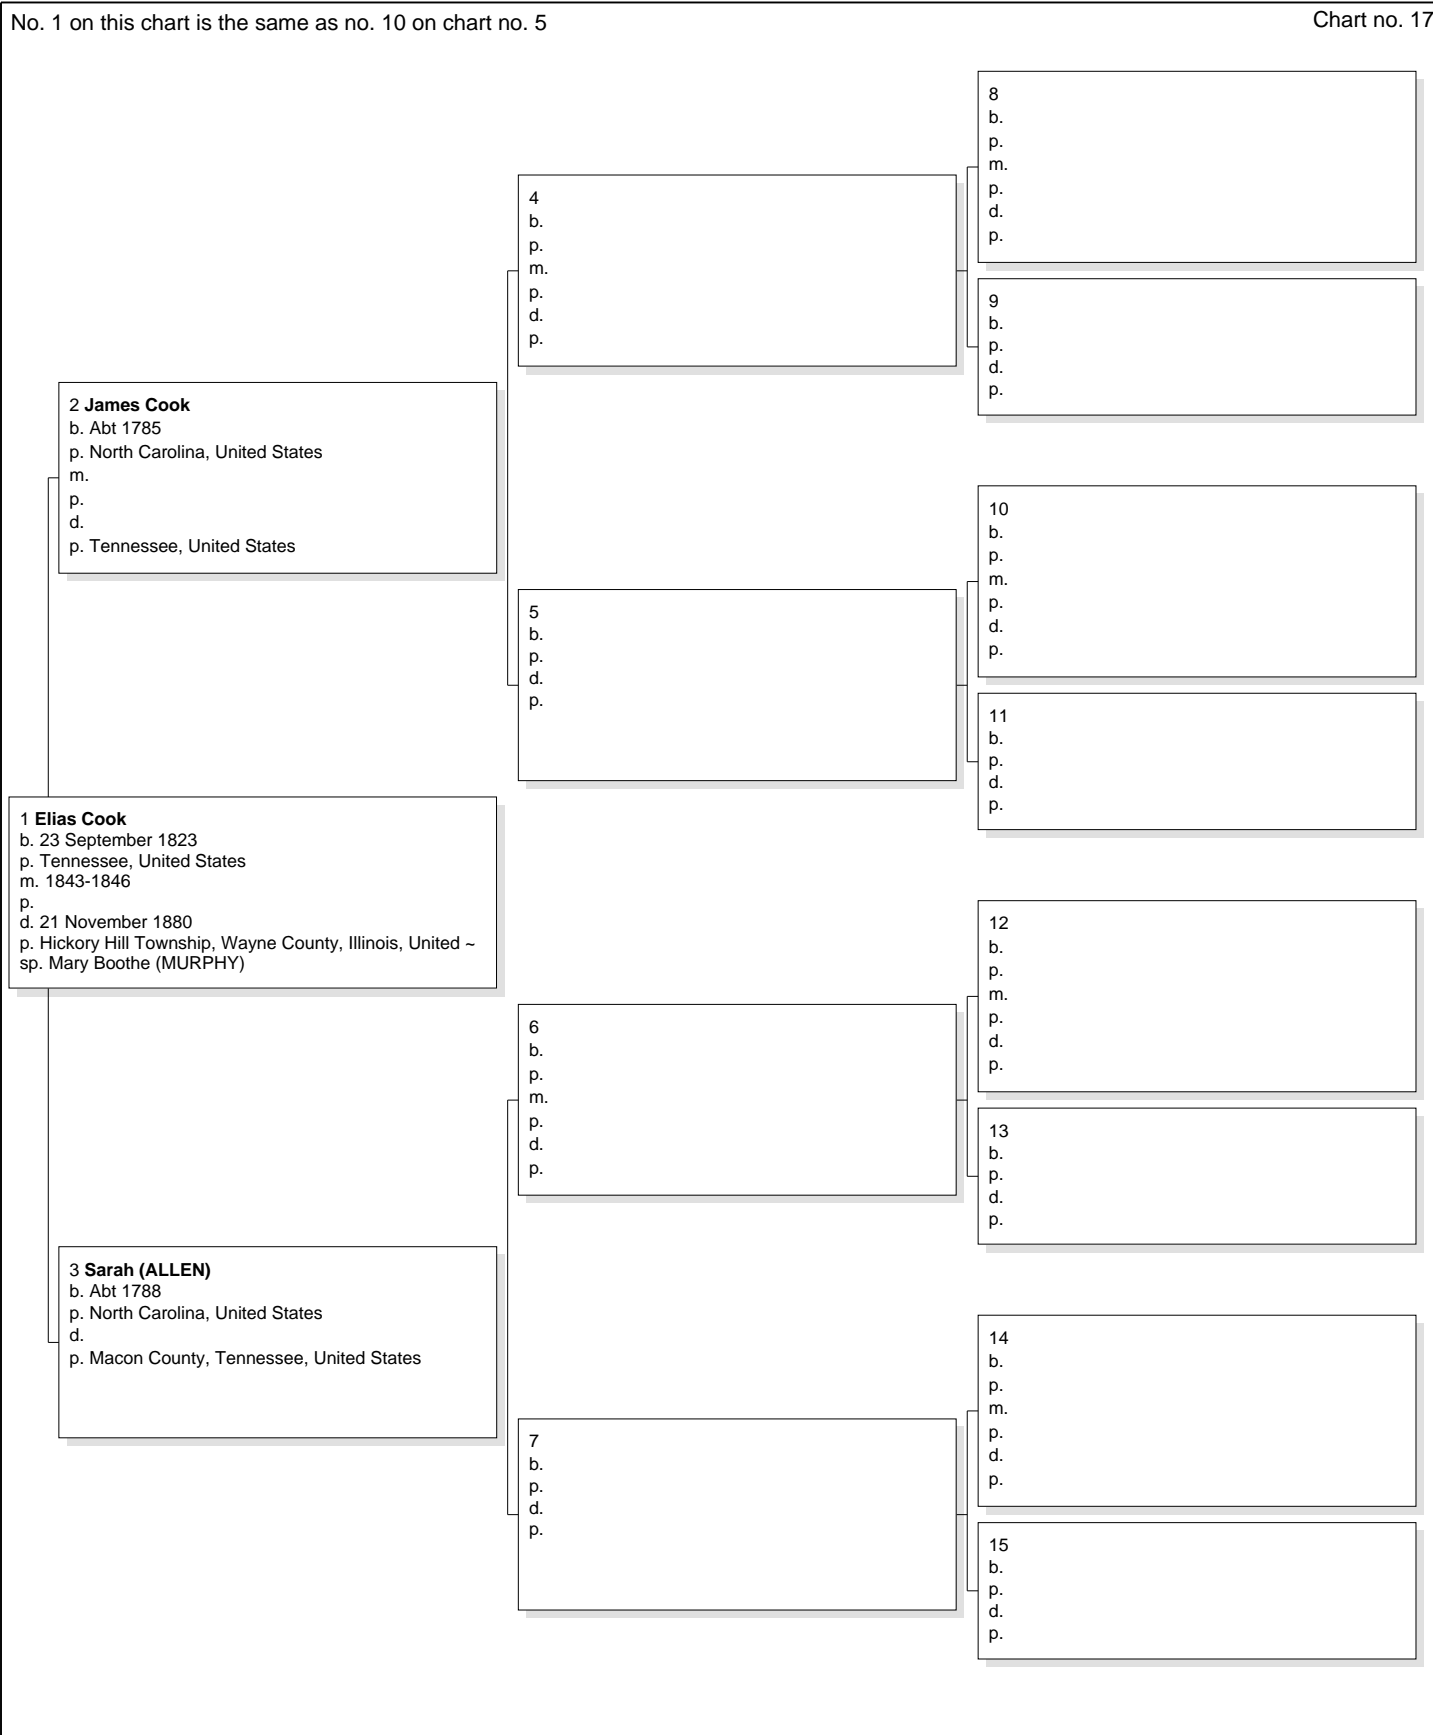 No. 1 on this chart is the same as no. 10 on chart no. 5
Chart no. 17
8
b.
p.
m.
p.
d.
p.
4
b.
p.
m.
p.
d.
p.
9
b.
p.
d.
p.
2 James Cook
b. Abt 1785
p. North Carolina, United States
m.
p.
d.
p. Tennessee, United States
10
b.
p.
m.
p.
d.
p.
5
b.
p.
d.
p.
11
b.
p.
d.
p.
1 Elias Cook
b. 23 September 1823
p. Tennessee, United States
m. 1843-1846
p.
d. 21 November 1880
p. Hickory Hill Township, Wayne County, Illinois, United ~
sp. Mary Boothe (MURPHY)
12
b.
p.
m.
p.
d.
p.
6
b.
p.
m.
p.
d.
p.
13
b.
p.
d.
p.
3 Sarah (ALLEN)
b. Abt 1788
p. North Carolina, United States
d.
p. Macon County, Tennessee, United States
14
b.
p.
m.
p.
d.
p.
7
b.
p.
d.
p.
15
b.
p.
d.
p.